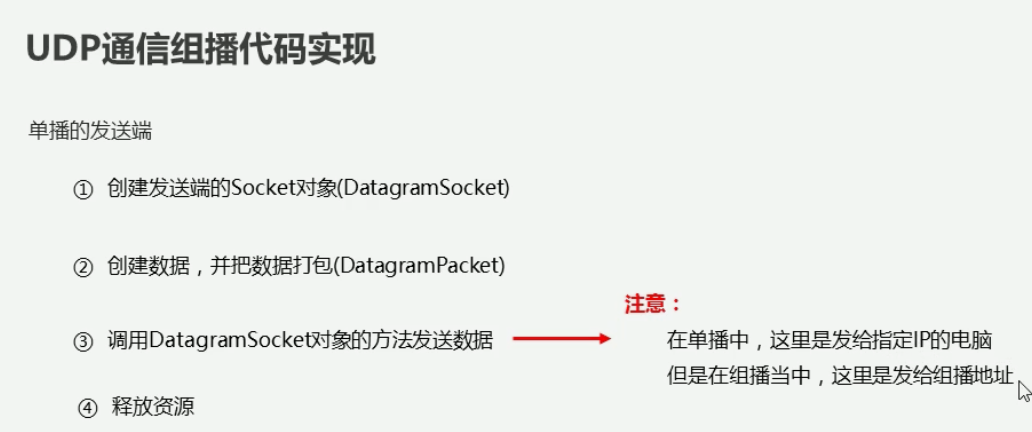 UDP通信组播代码实现
单播的发送端
① 创建发送端的Socket对象(DatagramSocket)
② 创建数据，并把数据打包(DatagramPacket)
注意：
③ 调用DatagramSocket对象的方法发送数据
在单播中，这里是发给指定IP的电脑
但是在组播当中，这里是发给组播地址
④ 释放资源